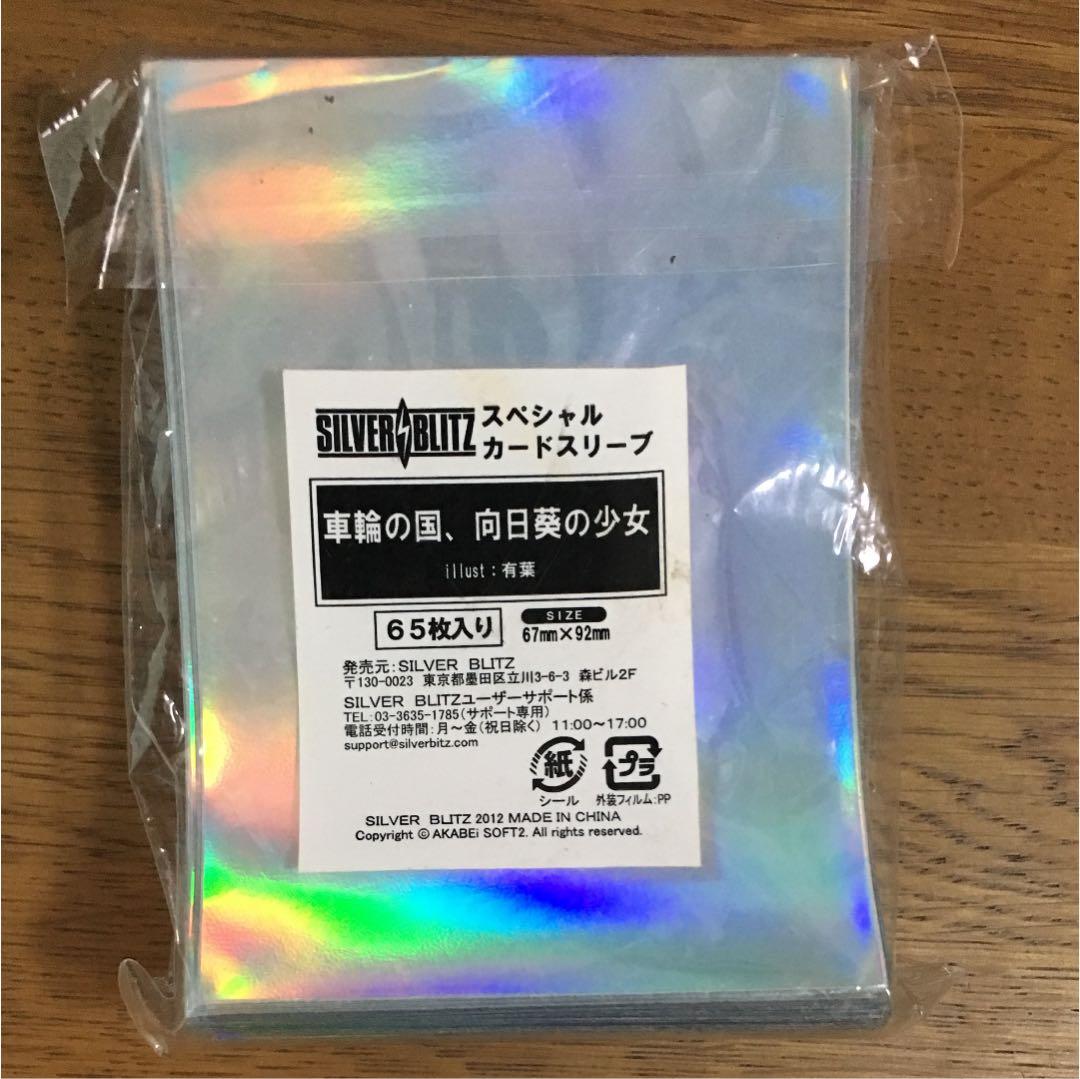 SILVER BLITZ スペシャル
カードスリーブ
車輪の国、向日葵の少女
illust：有葉
65枚入り
SIZE
67mm×92mm
発売元：SILVER BLITZ
〒130-0023 東京都墨田区立川3-6-3 森ビル2F
SILVER BLITZユーザーサポート係
TEL：03-3635-1785（サポート専用）
電話受付時間：月～金（祝日除く） 11:00～17:00
support@silverbitz.com
紙
シール
プラ
外装フィルム：PP
SILVER BLITZ 2012 MADE IN CHINA
Copyright © AKABEi SOFT2. All rights reserved.